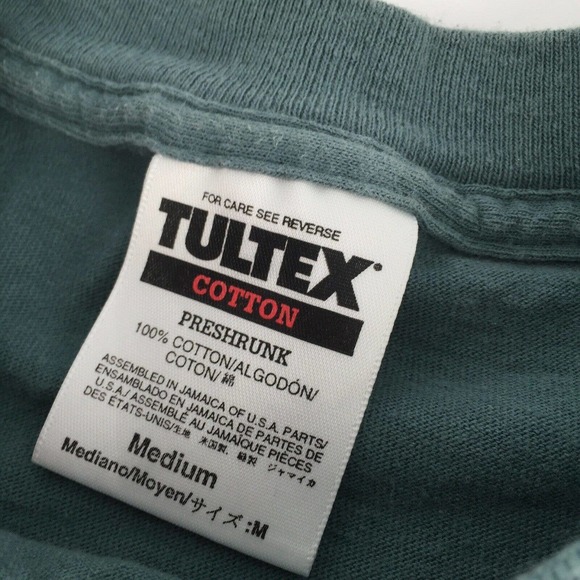 FOR CARE SEE REVERSE
TULTEX
COTTON
PRESHRUNK
100% COTTON/ALGODÓN/
COTON/綿
ASSEMBLED IN JAMAICA OF U.S.A. PARTS/
ENSAMBLADO EN JAMAICA DE PARTES DE
U.S.A./ASSEMBLÉ AU JAMAÏQUE PIÈCES
DES ÉTATS-UNIS/生地 米国製, 縫製 ジャマイカ
Medium
Mediano/Moyen/サイズ:M